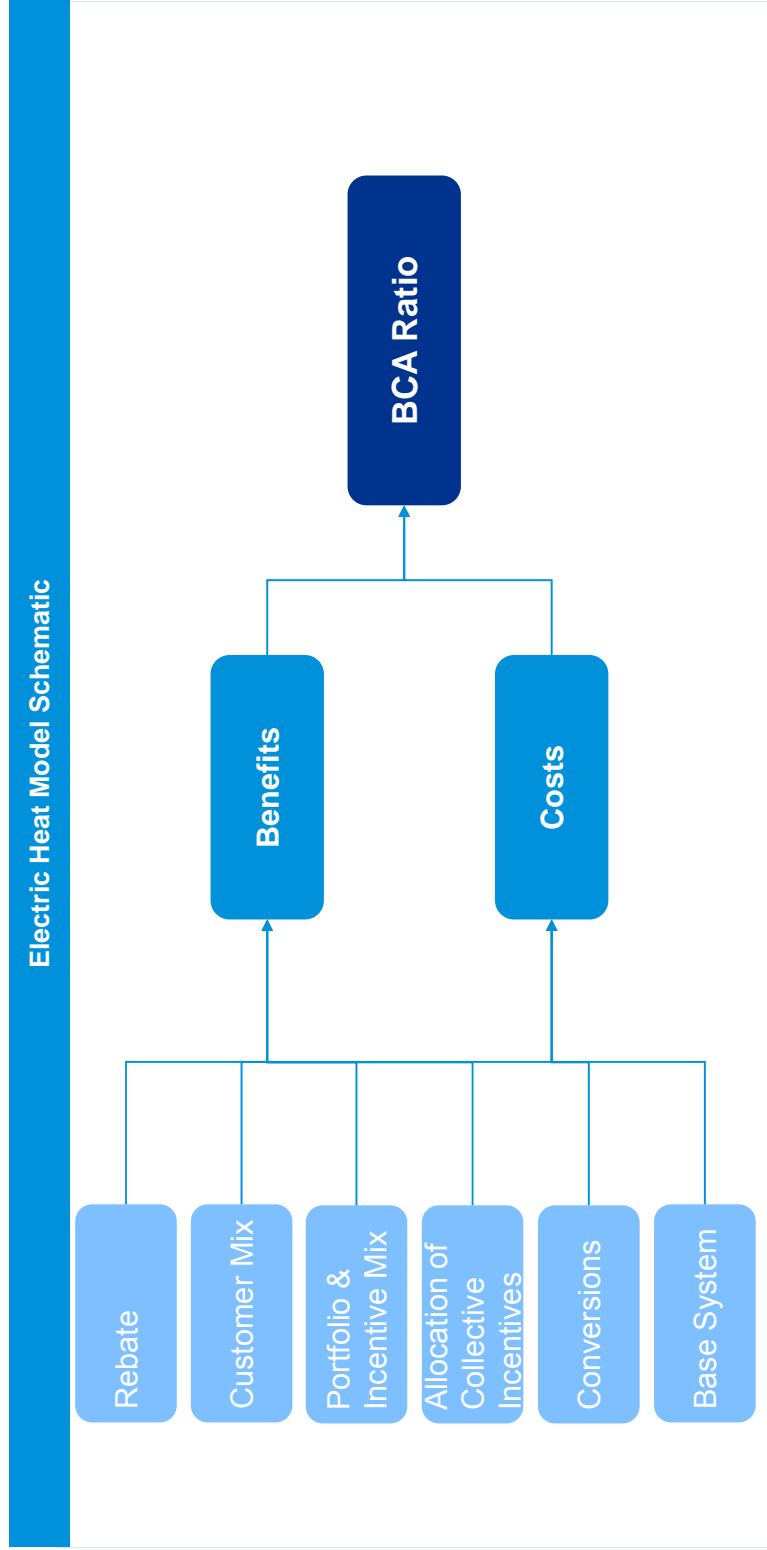 Electric Heat Model Schematic
Rebate
Customer Mix
Portfolio &
Incentive Mix
Allocation of
Collective
Incentives
Conversions
Base System
Benefits
Costs
BCA Ratio